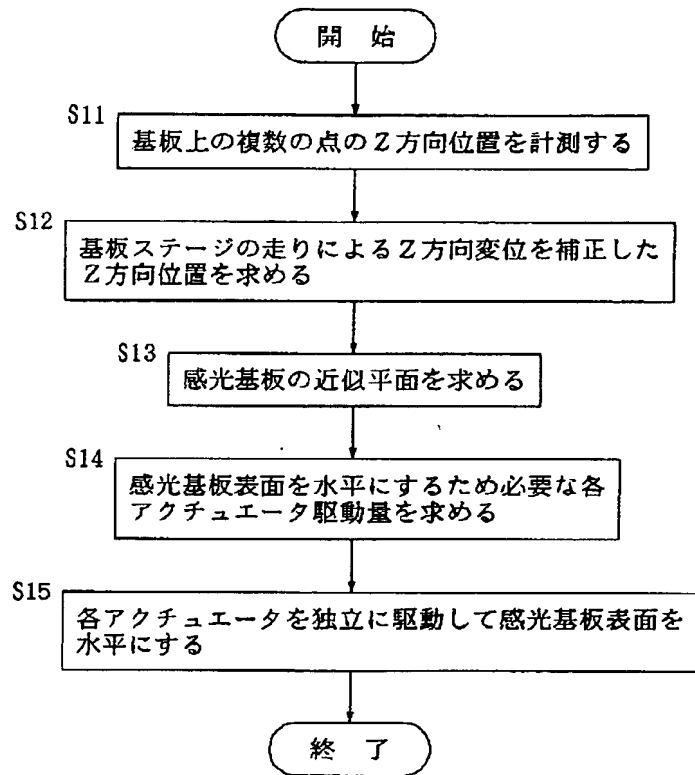 開 始
S11
基板上の複数の点のZ方向位置を計測する
S12
基板ステージの走りによるZ方向変位を補正した
Z方向位置を求める
S13
感光基板の近似平面を求める
S14
感光基板表面を水平にするため必要な各
アクチュエータ駆動量を求める
S15
各アクチュエータを独立に駆動して感光基板表面を
水平にする
終 了